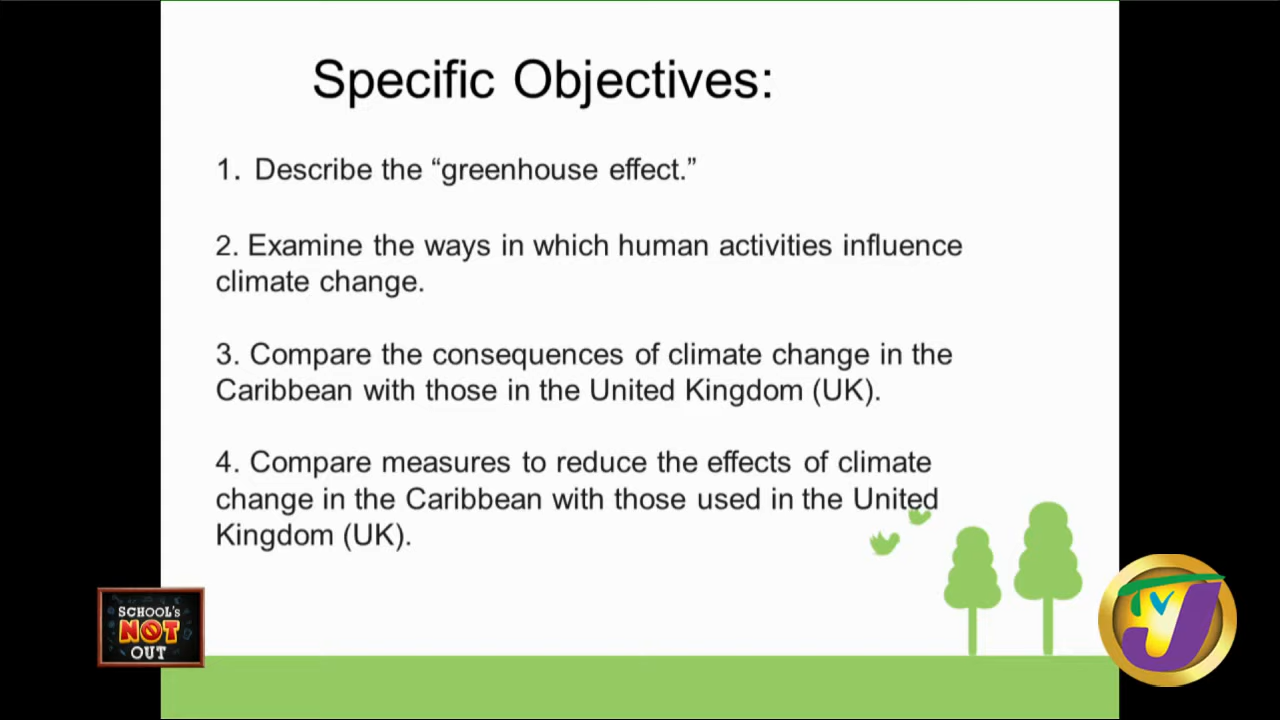 Specific Objectives:
1. Describe the “greenhouse effect.”
2. Examine the ways in which human activities influence
climate change.
3. Compare the consequences of climate change in the
Caribbean with those in the United Kingdom (UK).
4. Compare measures to reduce the effects of climate
change in the Caribbean with those used in the United
Kingdom (UK).
SCHOOL'S
NOT
OUT
TVJ